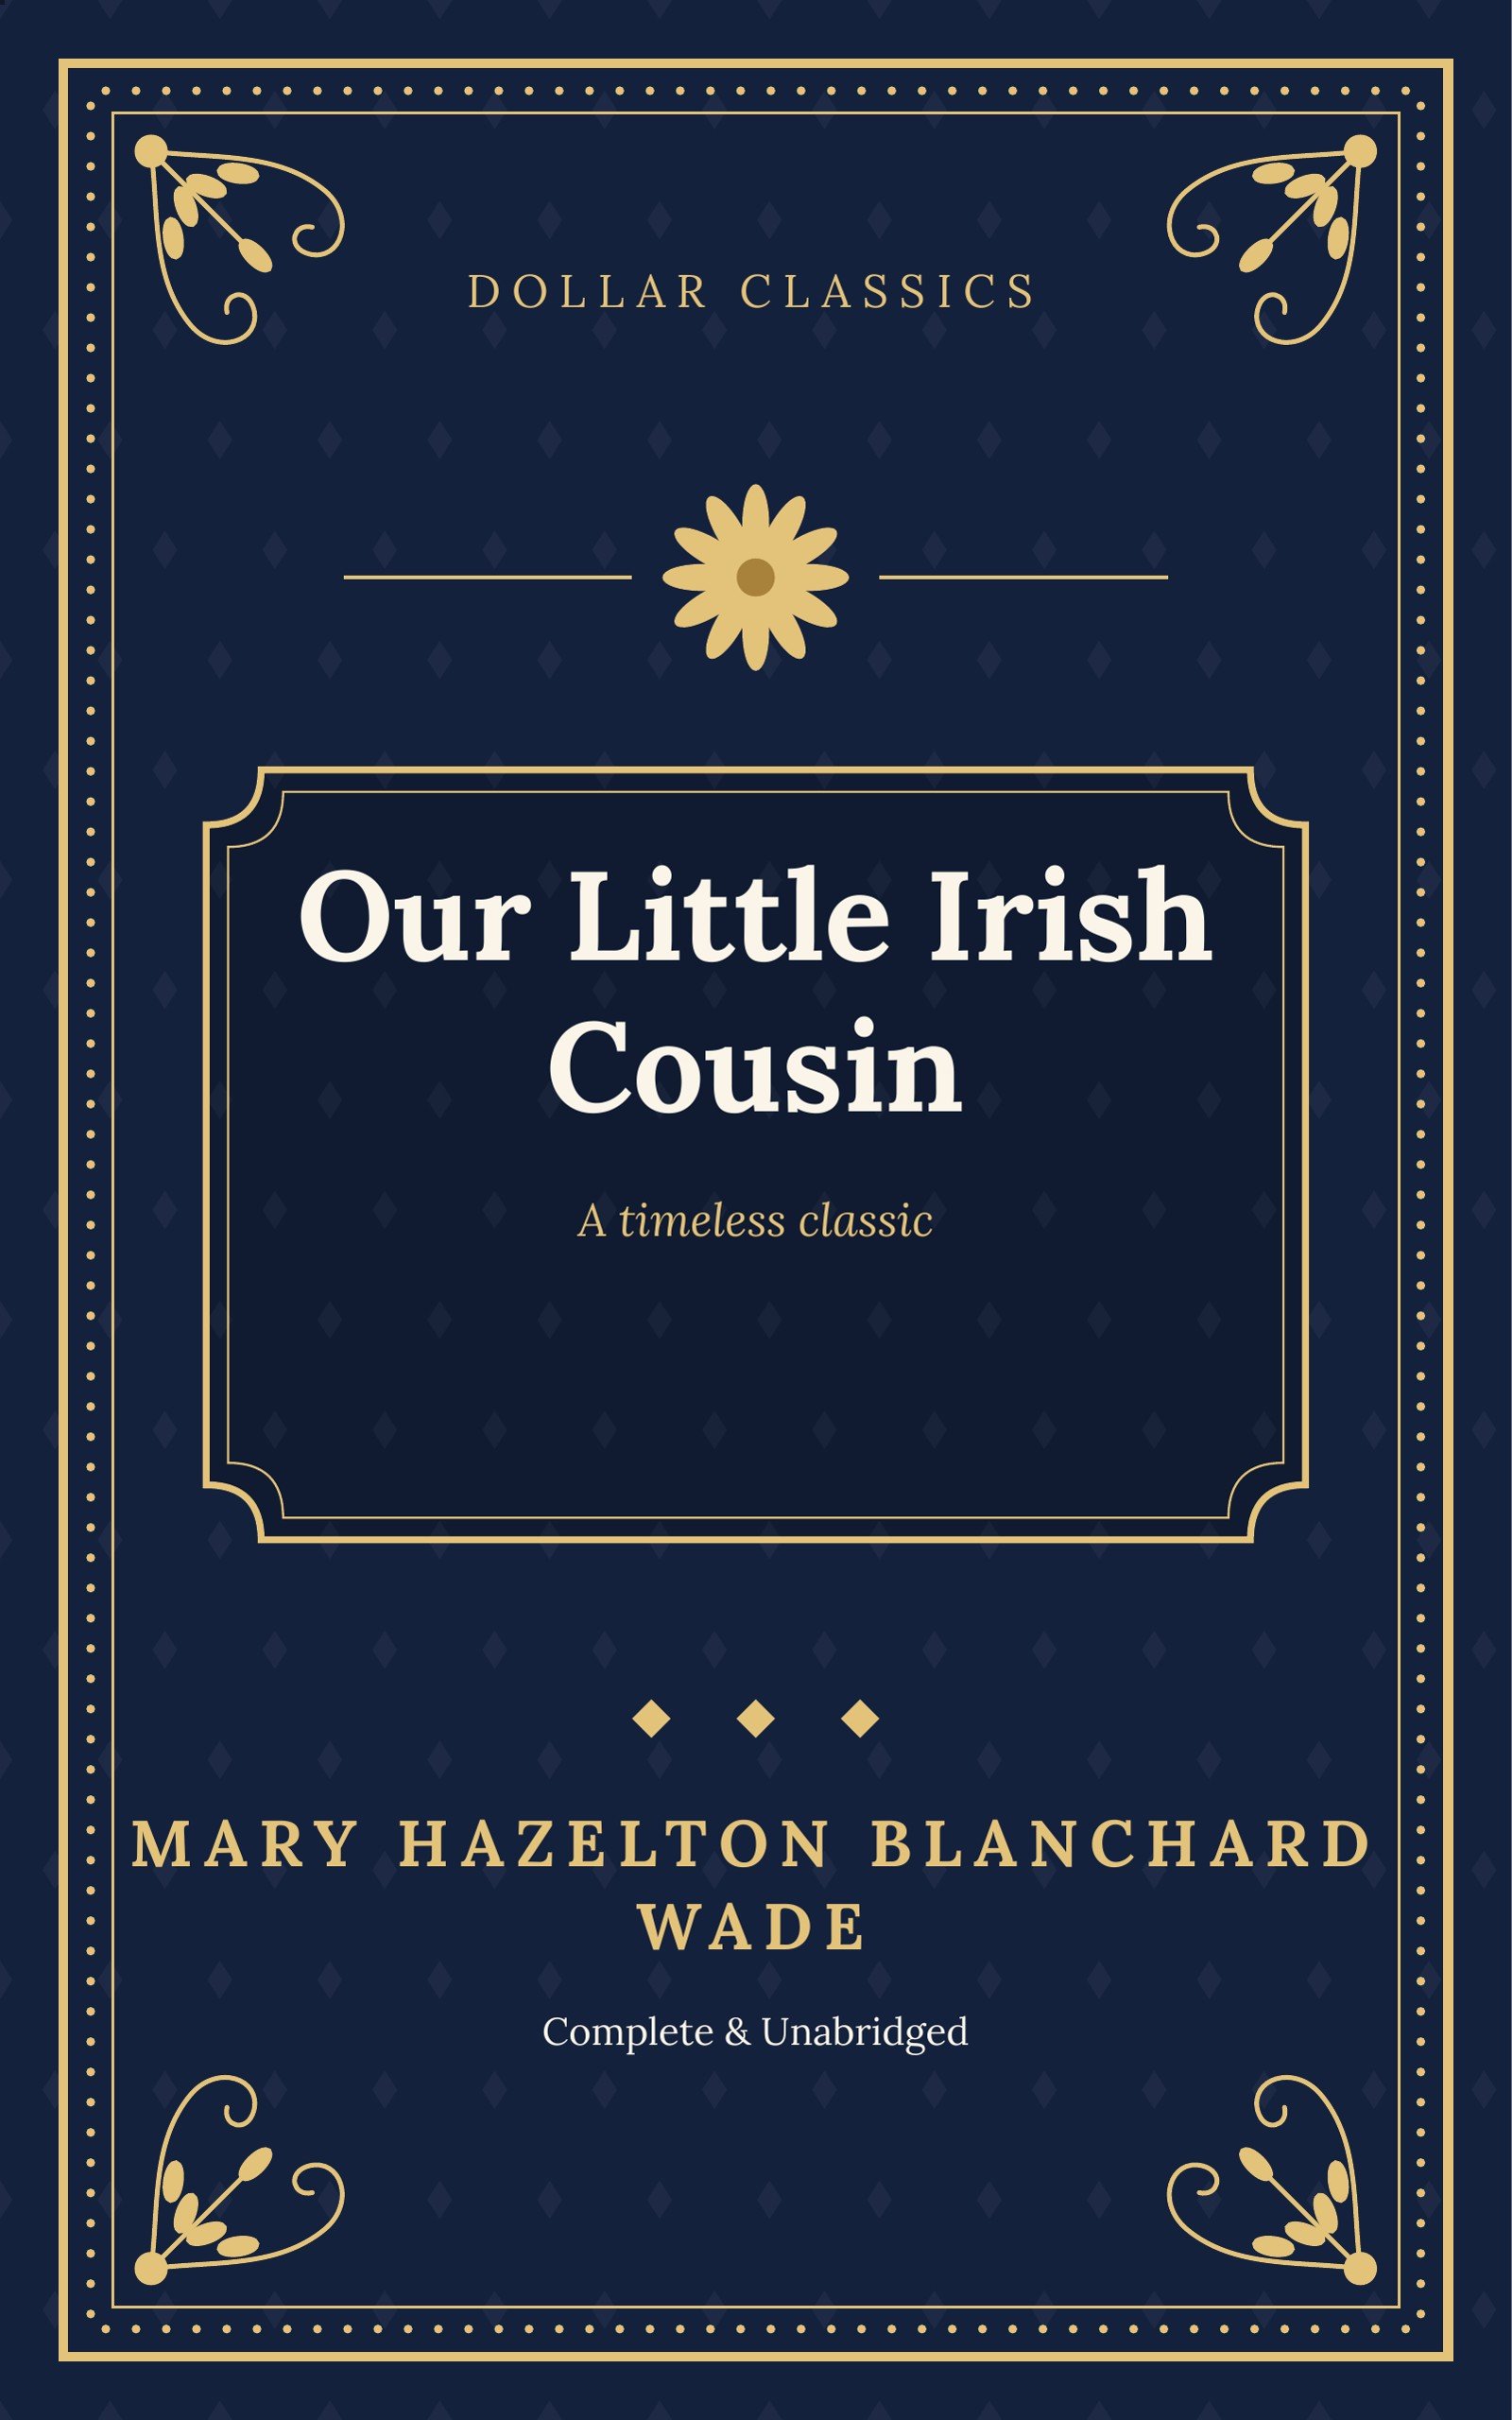 DOLLAR CLASSICS
Our Little Irish
Cousin
A timeless classic
MARY HAZELTON BLANCHARD
WADE
Complete & Unabridged